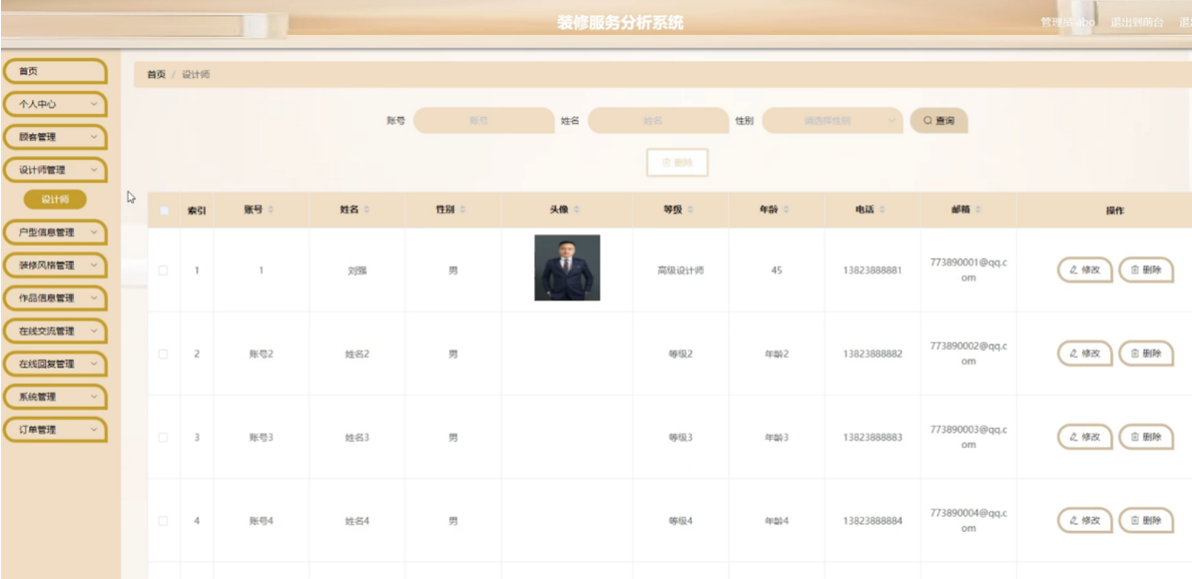 装修服务分析系统
管理员 abo 退出到前台
首页
个人中心
顾客管理
设计师管理
设计师
户型信息管理
装修风格管理
作品信息管理
在线交流管理
在线回复管理
系统管理
订单管理
首页 / 设计师
账号 账号 姓名 姓名 性别 请选择性别 查询
删除
索引 账号 姓名 性别 头像 等级 年龄 电话 邮箱 操作
1 1 刘强 男 高级设计师 45 13823888881 773890001@qq.c
om 修改 删除
2 账号2 姓名2 男 等级2 年龄2 13823888882 773890002@qq.c
om 修改 删除
3 账号3 姓名3 男 等级3 年龄3 13823888883 773890003@qq.c
om 修改 删除
4 账号4 姓名4 男 等级4 年龄4 13823888884 773890004@qq.c
om 修改 删除